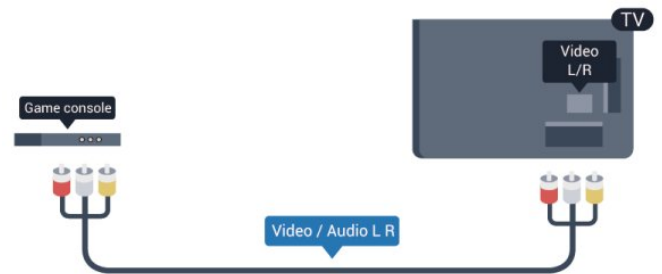 TV
Video
L/R
Game console
Video / Audio L R